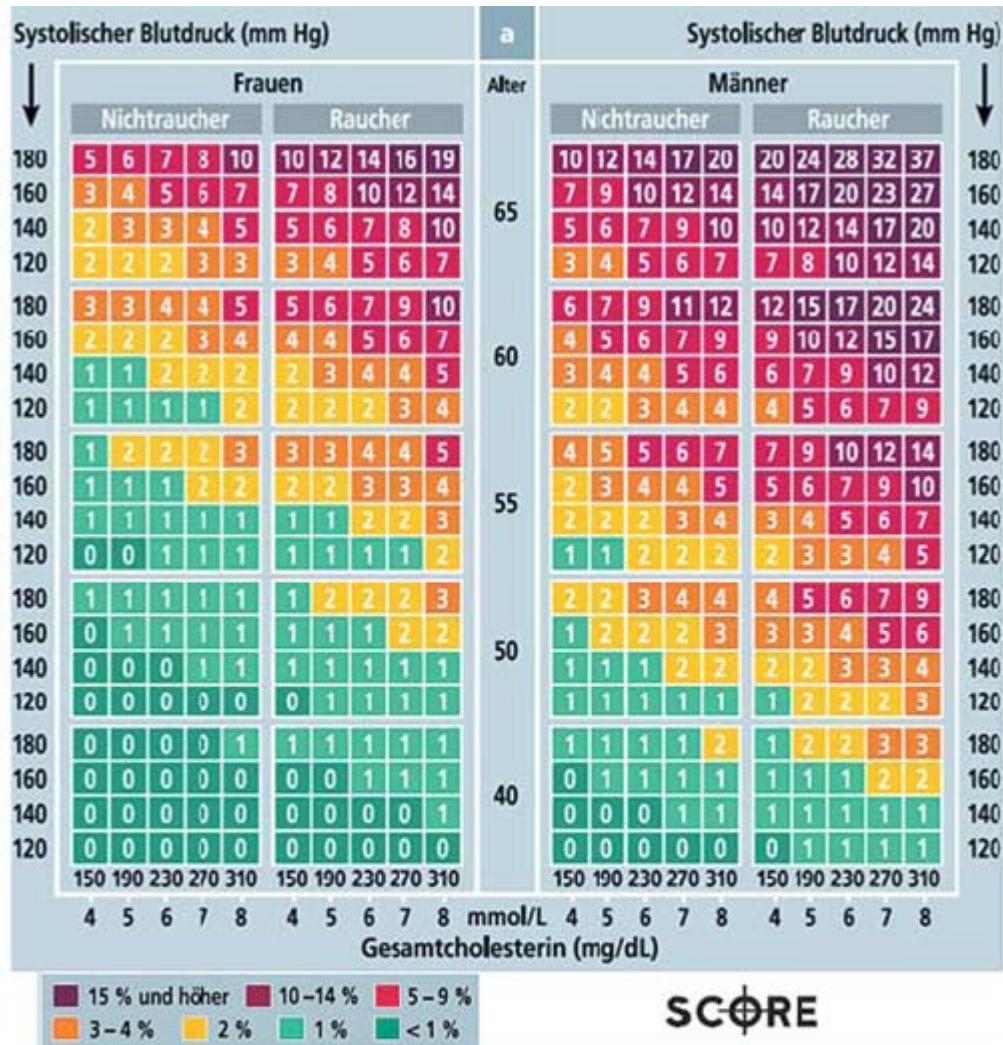 Systolischer Blutdruck (mm Hg) a Systolischer Blutdruck (mm Hg)
Frauen Alter Männer
Nichtraucher Raucher Nichtraucher Raucher
180 5 6 7 8 10 10 12 14 16 19 10 12 14 17 20 20 24 28 32 37 180
160 3 4 5 6 7 7 8 10 12 14 7 9 10 12 14 14 17 20 23 27 160
65
140 2 3 3 4 5 5 6 7 8 10 5 6 7 9 10 10 12 14 17 20 140
120 2 2 2 3 3 3 4 5 6 7 3 4 5 6 7 7 8 10 12 14 120
180 3 3 4 4 5 5 6 7 9 10 6 7 9 11 12 12 15 17 20 24 180
160 2 2 2 3 4 4 4 5 6 7 4 5 6 7 9 9 10 12 15 17 160
60
140 1 1 2 2 2 2 3 4 4 5 3 4 4 5 6 6 7 9 10 12 140
120 1 1 1 1 2 2 2 2 3 4 2 2 3 4 4 4 5 6 7 9 120
180 1 2 2 2 3 3 3 4 4 5 4 5 5 6 7 7 9 10 12 14 180
160 1 1 1 2 2 2 2 3 3 4 2 3 4 4 5 5 6 7 9 10 160
55
140 1 1 1 1 1 1 1 2 2 3 2 2 2 3 4 3 4 5 6 7 140
120 0 0 1 1 1 1 1 1 1 2 1 1 2 2 2 2 3 3 4 5 120
180 1 1 1 1 1 1 2 2 2 3 2 2 3 4 4 4 5 6 7 9 180
160 0 1 1 1 1 1 1 1 2 2 1 2 2 2 3 3 3 4 5 6 160
50
140 0 0 0 1 1 1 1 1 1 1 1 1 1 2 2 2 2 3 3 4 140
120 0 0 0 0 0 0 1 1 1 1 1 1 1 1 1 1 2 2 2 3 120
180 0 0 0 0 1 1 1 1 1 1 1 1 1 1 2 1 2 2 3 3 180
160 0 0 0 0 0 0 0 1 1 1 0 1 1 1 1 1 1 1 2 2 160
40
140 0 0 0 0 0 0 0 0 0 1 0 0 0 1 1 1 1 1 1 1 140
120 0 0 0 0 0 0 0 0 0 0 0 0 0 0 0 0 1 1 1 1 120
150 190 230 270 310 150 190 230 270 310 150 190 230 270 310 150 190 230 270 310
4 5 6 7 8 4 5 6 7 8 mmol/L 4 5 6 7 8 4 5 6 7 8
Gesamtcholesterin (mg/dL)
15 % und höher 10–14 % 5–9 %
3–4 % 2 % 1 % < 1 %
SCORE